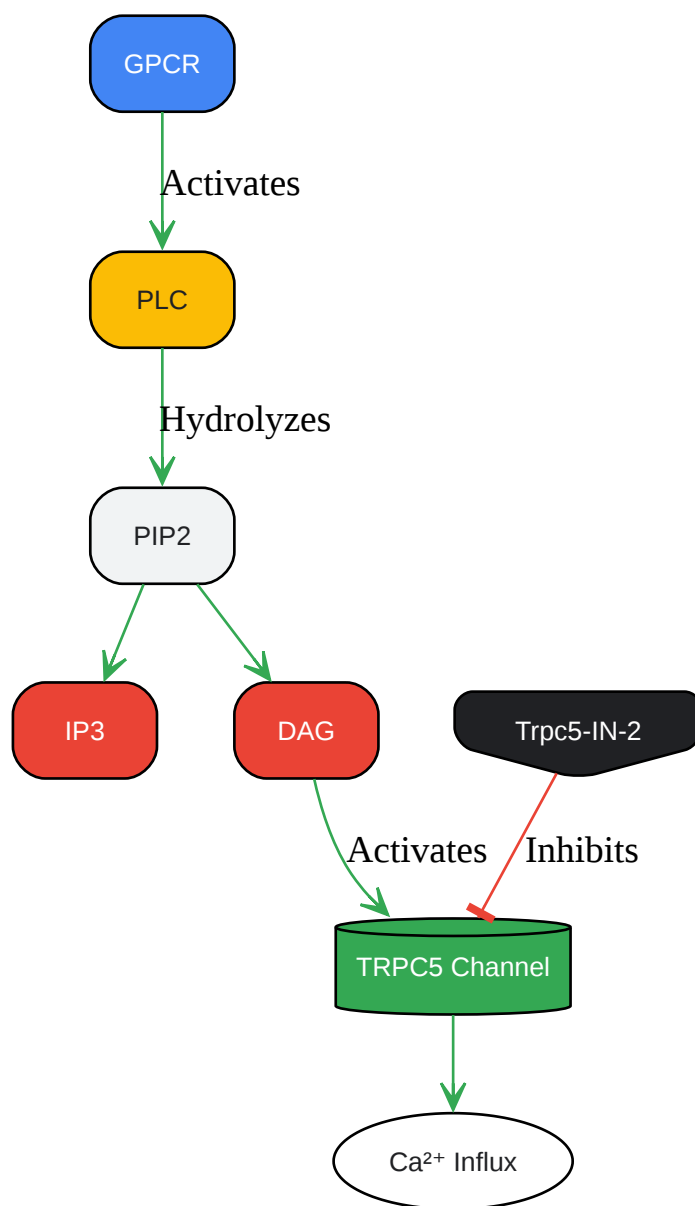 GPCR
Activates
PLC
Hydrolyzes
PIP2
IP3
DAG
Trpc5-IN-2
Activates
Inhibits
TRPC5 Channel
Ca²⁺ Influx